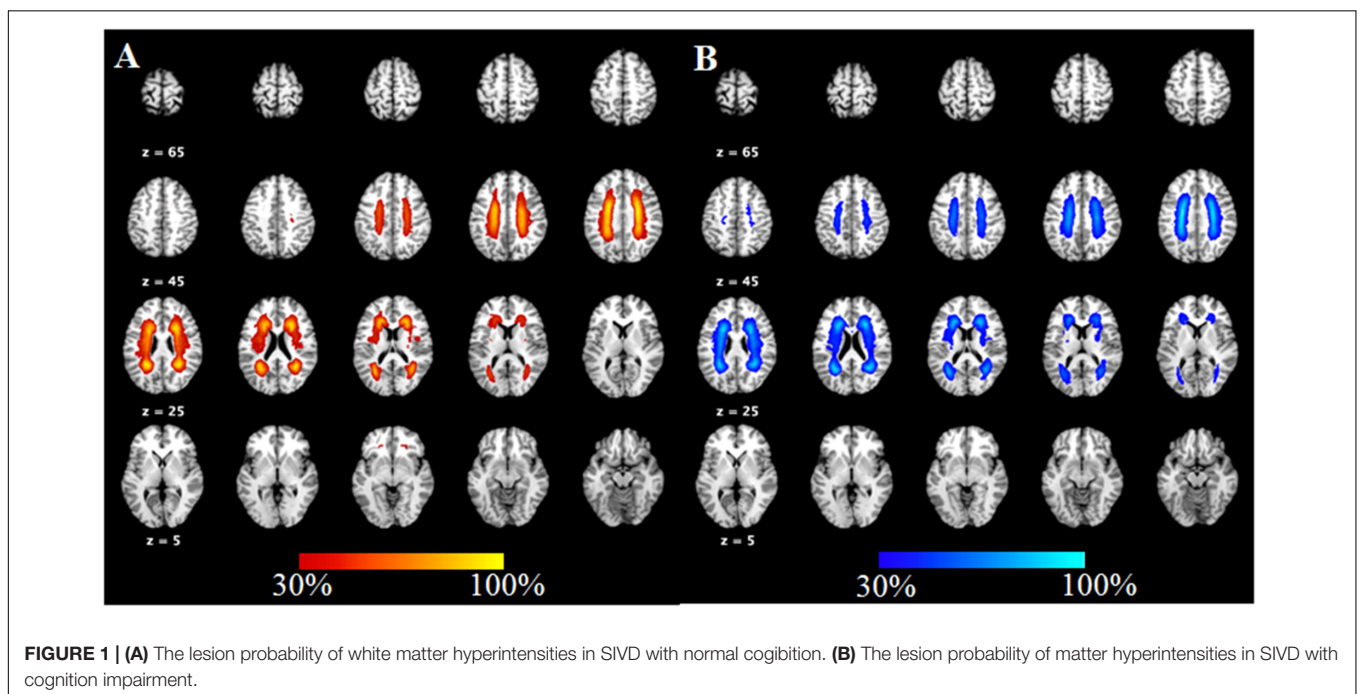 A B
z = 65 z = 65
z = 45 z = 45
z = 25 z = 25
z = 5 z = 5
30% 100% 30% 100%
FIGURE 1 | (A) The lesion probability of white matter hyperintensities in SIVD with normal cogibition. (B) The lesion probability of matter hyperintensities in SIVD with
cognition impairment.